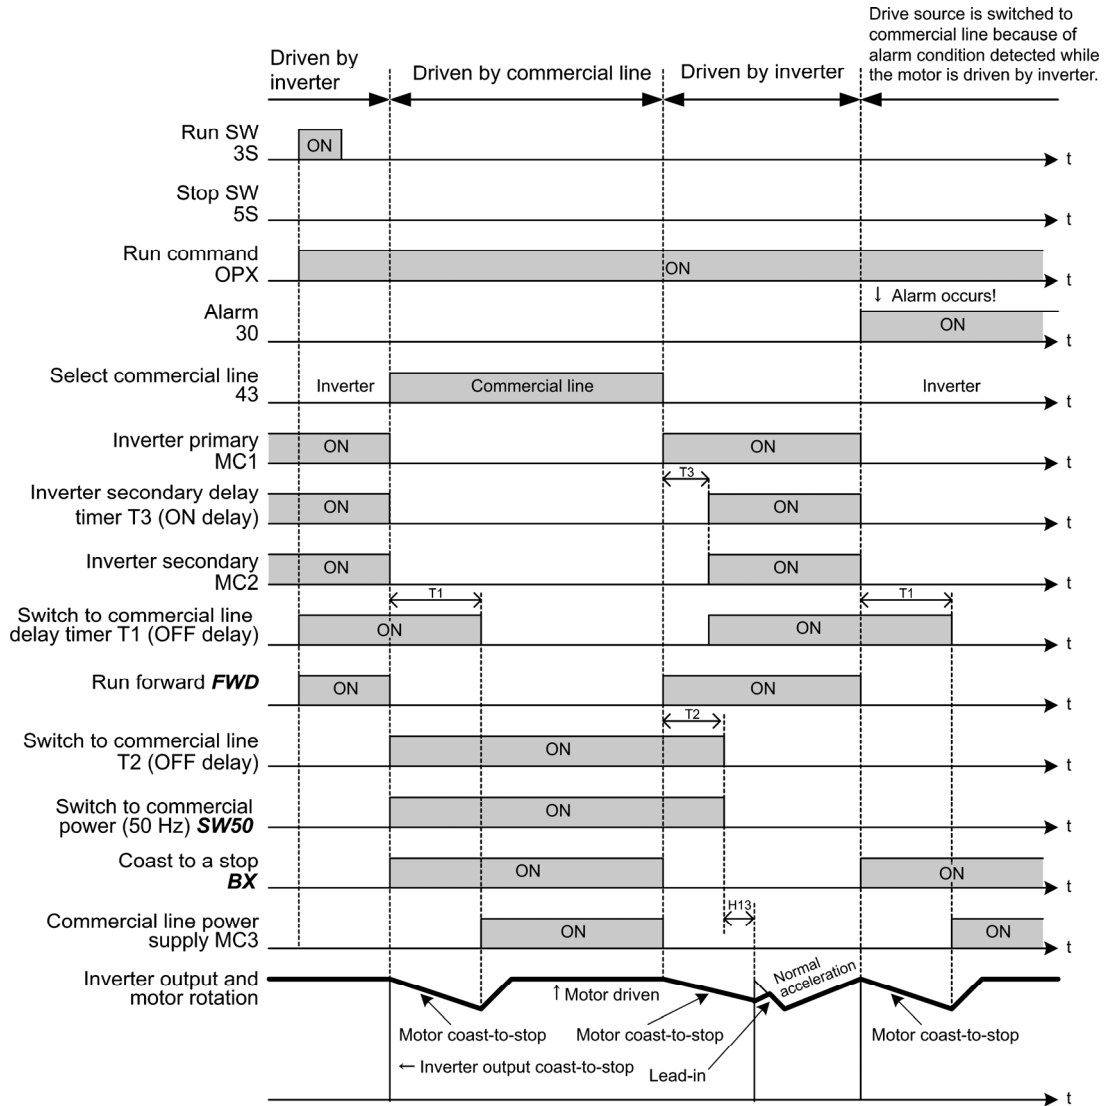 Drive source is switched to
commercial line because of
alarm condition detected while
the motor is driven by inverter.
Driven by
inverter
Driven by commercial line
Driven by inverter
Run SW
3S
ON
t
Stop SW
5S
t
Run command
OPX
ON
t
↓ Alarm occurs!
Alarm
30
ON
t
Select commercial line
43
Inverter
Commercial line
Inverter
t
Inverter primary
MC1
ON
ON
t
T3
Inverter secondary delay
timer T3 (ON delay)
ON
ON
t
Inverter secondary
MC2
ON
ON
t
T1
T1
Switch to commercial line
delay timer T1 (OFF delay)
ON
ON
t
Run forward FWD
ON
ON
t
T2
Switch to commercial line
T2 (OFF delay)
ON
t
Switch to commercial
power (50 Hz) SW50
ON
t
Coast to a stop
BX
ON
ON
t
H13
Commercial line power
supply MC3
ON
ON
t
Inverter output and
motor rotation
↑ Motor driven
Normal
acceleration
Motor coast-to-stop
Motor coast-to-stop
Motor coast-to-stop
← Inverter output coast-to-stop
Lead-in
t